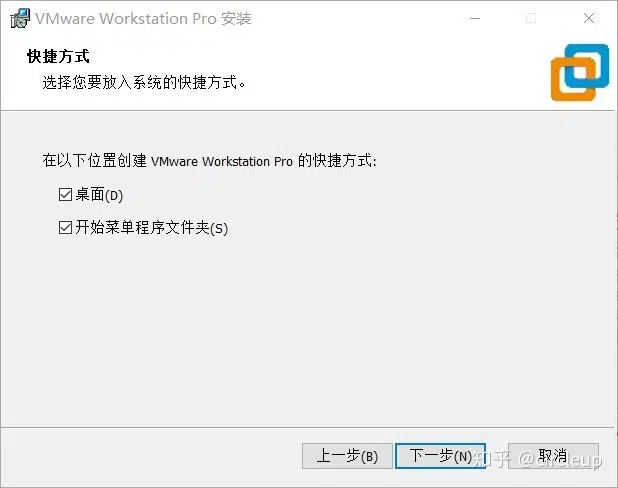 VMware Workstation Pro 安装
快捷方式
选择您要放入系统的快捷方式。
在以下位置创建 VMware Workstation Pro 的快捷方式:
桌面(D)
开始菜单程序文件夹(S)
上一步(B) 下一步(N) 取消
知乎 @circleup